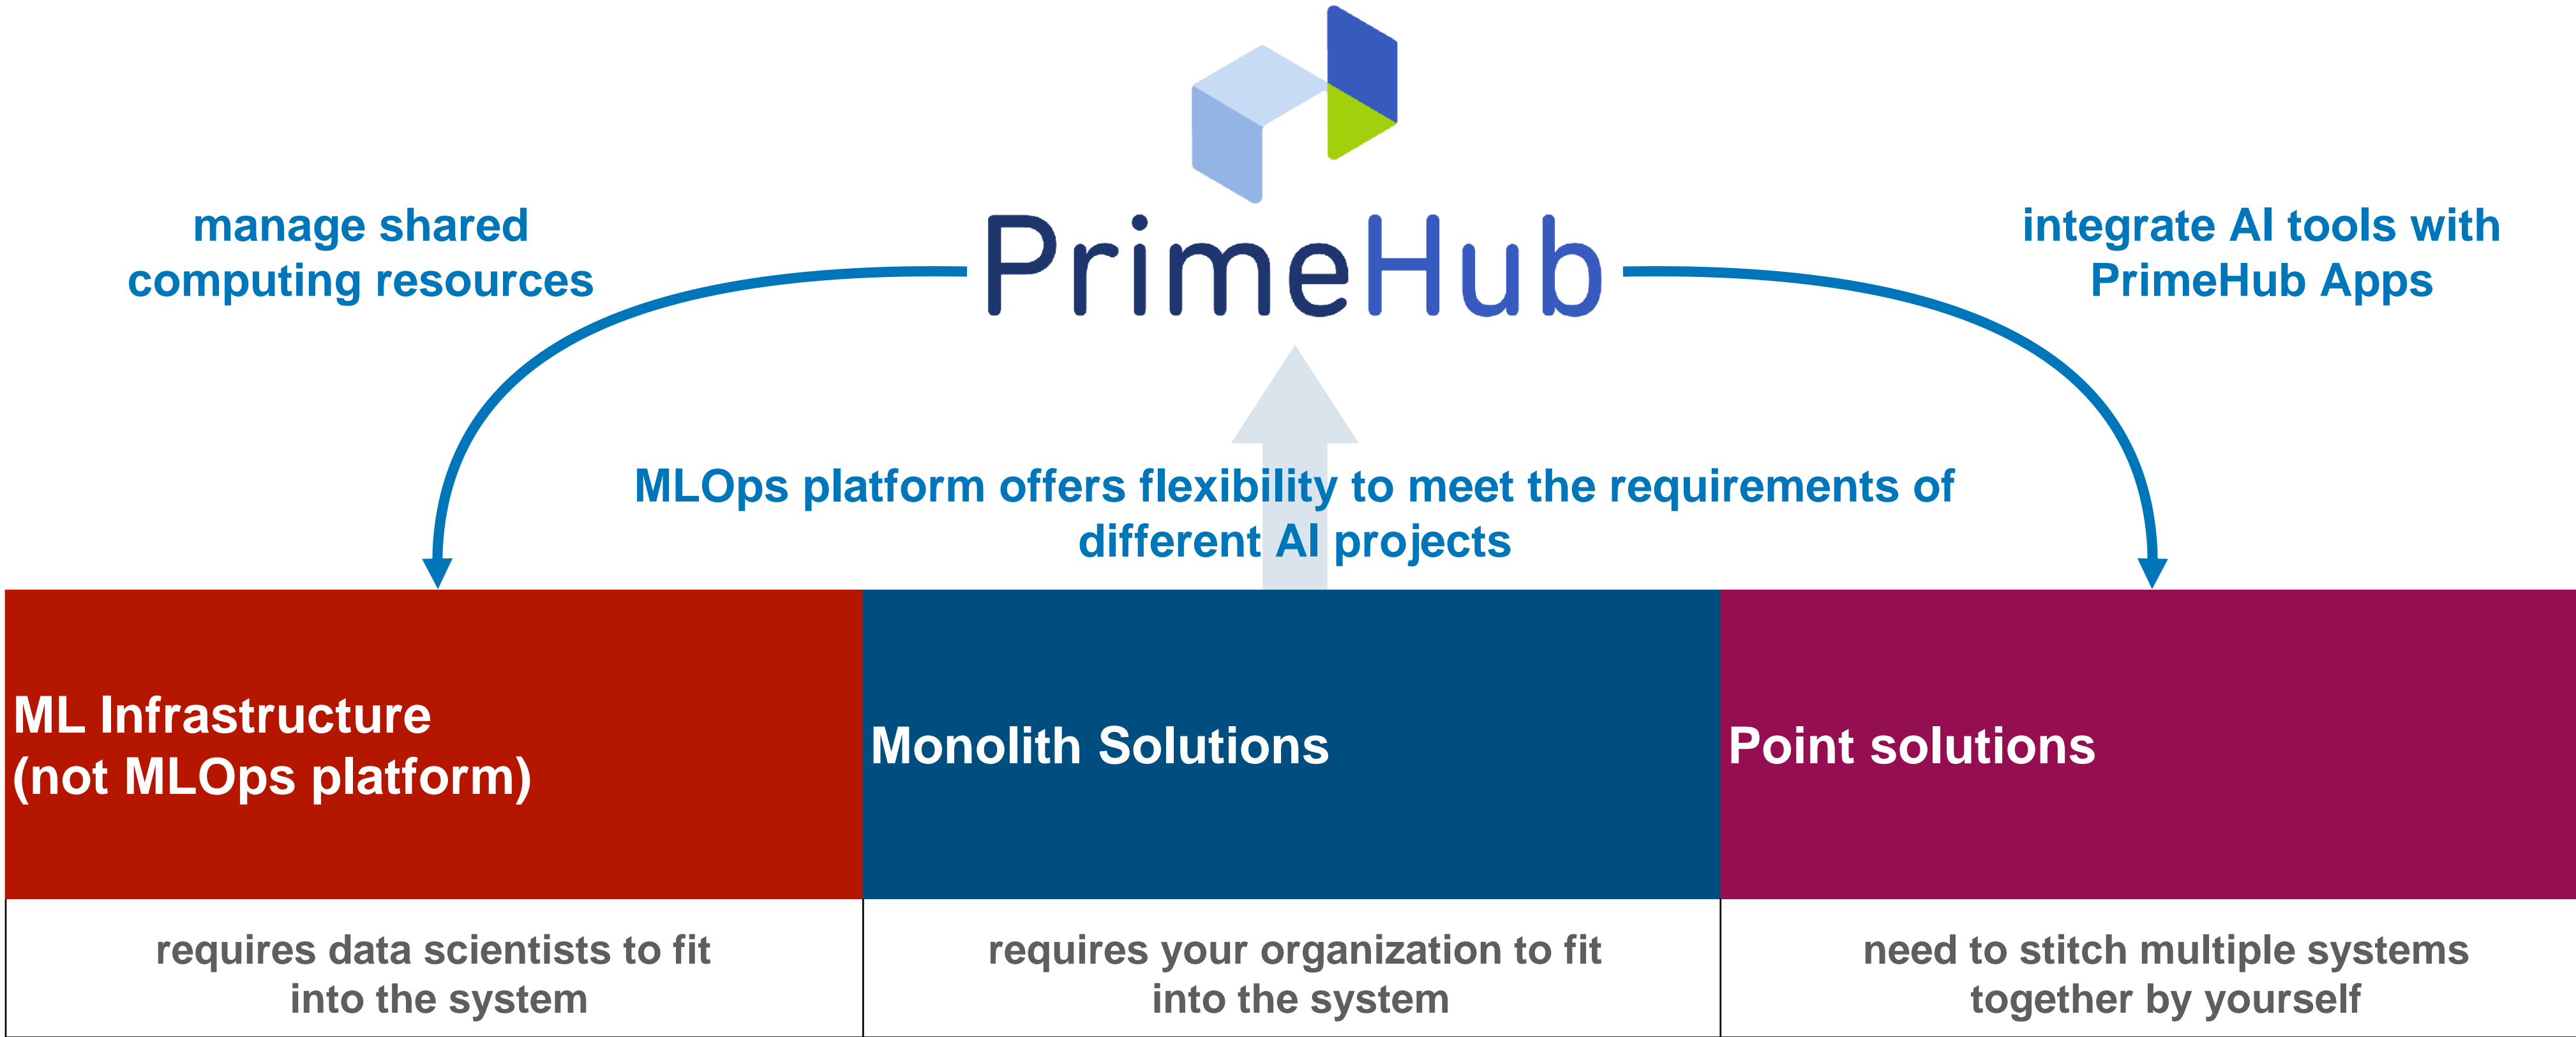 PrimeHub
manage shared
computing resources
integrate AI tools with
PrimeHub Apps
MLOps platform offers flexibility to meet the requirements of
different AI projects
ML Infrastructure
(not MLOps platform)
Monolith Solutions
Point solutions
requires data scientists to fit
into the system
requires your organization to fit
into the system
need to stitch multiple systems
together by yourself